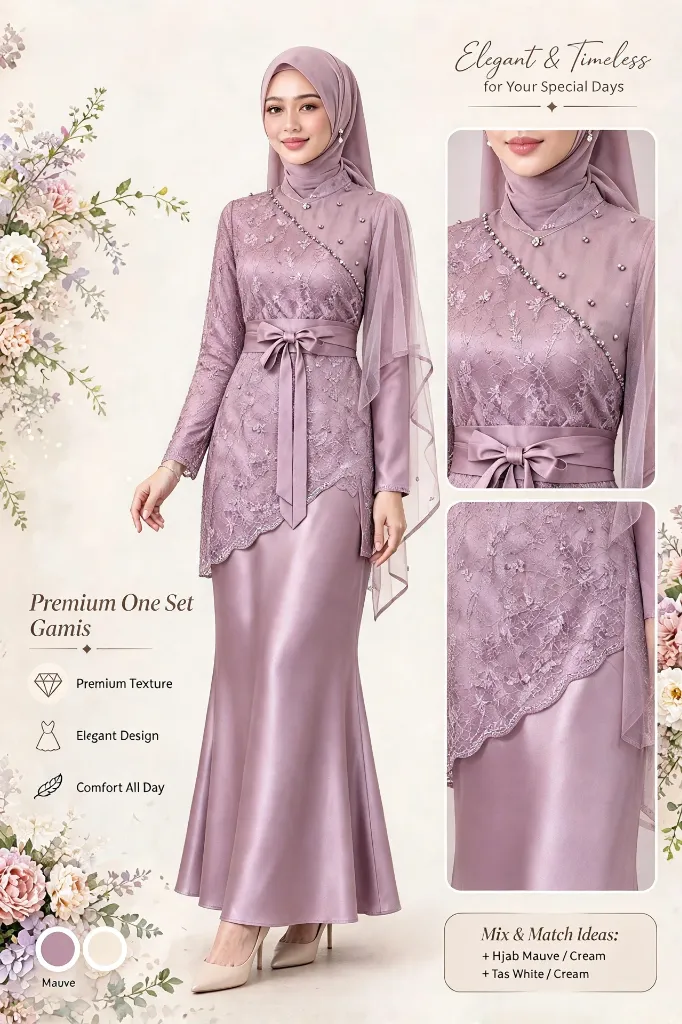 Elegant & Timeless
for Your Special Days
Premium One Set
Gamis
Premium Texture
Elegant Design
Comfort All Day
Mauve
Mix & Match Ideas:
+ Hjab Mauve / Cream
+ Tas White / Cream